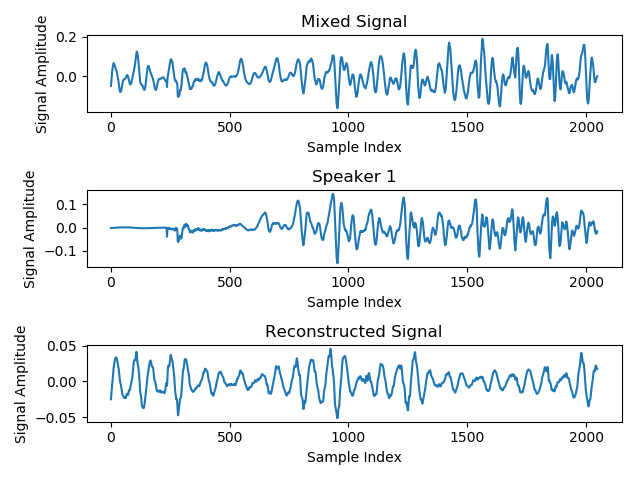 Mixed Signal
Signal Amplitude
0.2
0.0
0 500 1000 1500 2000
Sample Index
Speaker 1
Signal Amplitude
0.1
0.0
−0.1
0 500 1000 1500 2000
Sample Index
Reconstructed Signal
Signal Amplitude
0.05
0.00
−0.05
0 500 1000 1500 2000
Sample Index